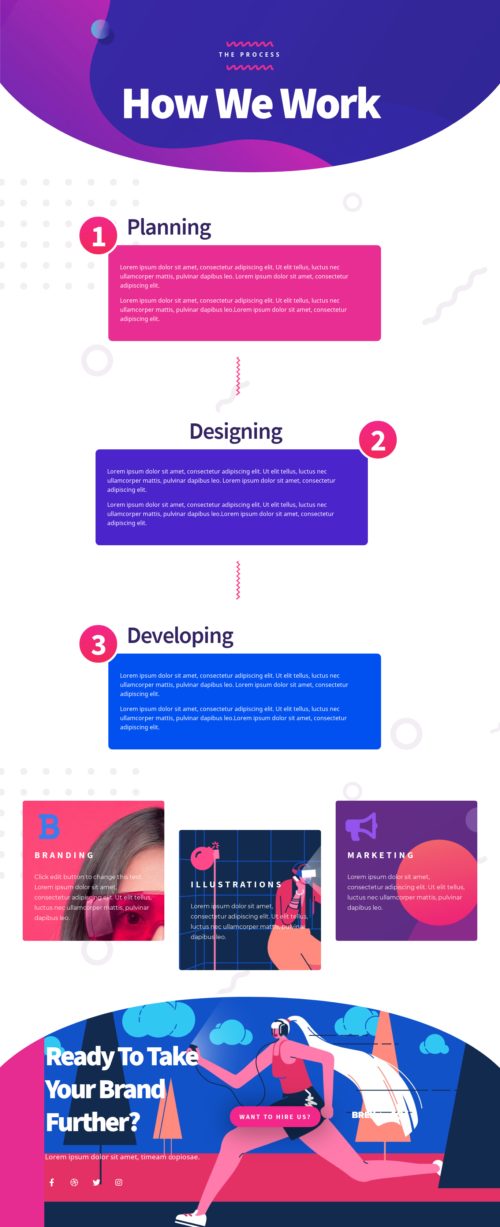 THE PROCESS
How We Work
1
Planning
Lorem ipsum dolor sit amet, consectetur adipiscing elit. Ut elit tellus, luctus nec
ullamcorper mattis, pulvinar dapibus leo. Lorem ipsum dolor sit amet, consectetur
adipiscing elit.
Lorem ipsum dolor sit amet, consectetur adipiscing elit. Ut elit tellus, luctus nec
ullamcorper mattis, pulvinar dapibus leo.Lorem ipsum dolor sit amet, consectetur
adipiscing elit.
Designing
2
Lorem ipsum dolor sit amet, consectetur adipiscing elit. Ut elit tellus, luctus nec
ullamcorper mattis, pulvinar dapibus leo. Lorem ipsum dolor sit amet, consectetur
adipiscing elit.
Lorem ipsum dolor sit amet, consectetur adipiscing elit. Ut elit tellus, luctus nec
ullamcorper mattis, pulvinar dapibus leo.Lorem ipsum dolor sit amet, consectetur
adipiscing elit.
3
Developing
Lorem ipsum dolor sit amet, consectetur adipiscing elit. Ut elit tellus, luctus nec
ullamcorper mattis, pulvinar dapibus leo. Lorem ipsum dolor sit amet, consectetur
adipiscing elit.
Lorem ipsum dolor sit amet, consectetur adipiscing elit. Ut elit tellus, luctus nec
ullamcorper mattis, pulvinar dapibus leo.Lorem ipsum dolor sit amet, consectetur
adipiscing elit.
B
BRANDING
Click edit button to change this text.
Lorem ipsum dolor sit amet,
consectetur adipiscing elit. Ut elit tellus,
luctus nec ullamcorper mattis, pulvinar
dapibus leo.
ILLUSTRATIONS
Lorem ipsum dolor sit amet,
consectetur adipiscing elit. Ut elit tellus,
luctus nec ullamcorper mattis, pulvinar
dapibus leo.
MARKETING
Lorem ipsum dolor sit amet,
consectetur adipiscing elit. Ut elit tellus,
luctus nec ullamcorper mattis, pulvinar
dapibus leo.
Ready To Take
Your Brand
Further?
WANT TO HIRE US?
Lorem ipsum dolor sit amet, timeam copiosae.